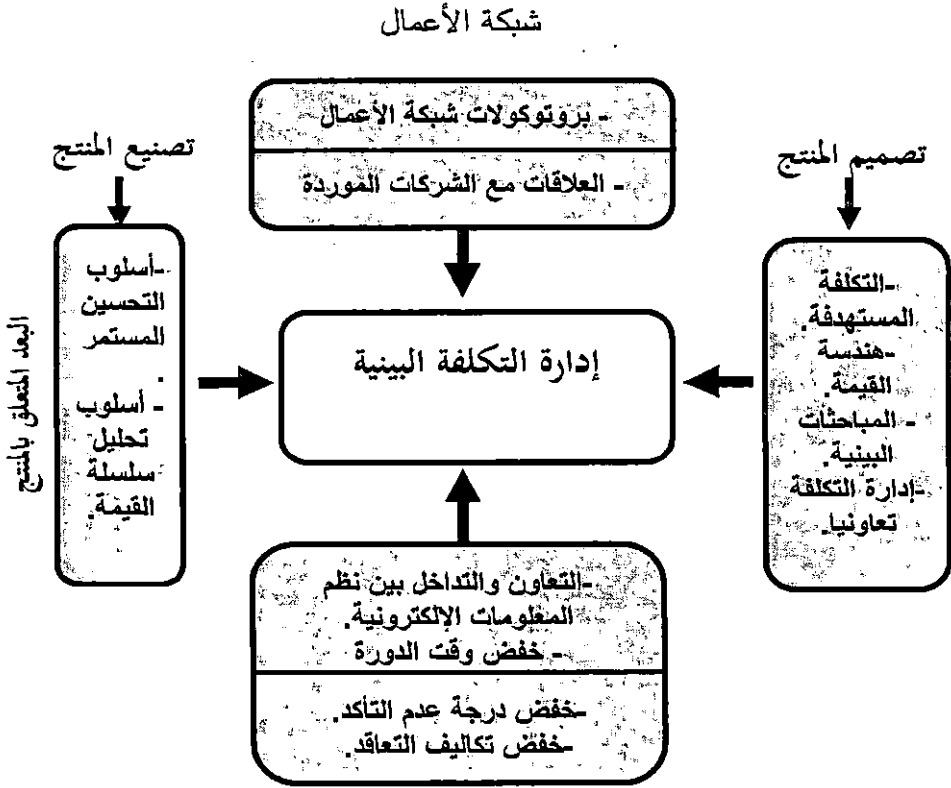 شبكة الأعمال
- بروتوكولات شبكة الأعمال
- العلاقات مع الشركات الموردة
تصميم المنتج
-التكلفة
المستهدفة.
-هندسة
القيمة.
- المباحثات
البينية.
-إدارة التكلفة
تعاونيا.
إدارة التكلفة البينية
تصنيع المنتج
-أسلوب
التحسين
المستمر
.
- أسلوب
تحليل
سلسلة
القيمة.
البعد المتعلق بالمنتج
-التعاون والتداخل بين نظم
المعلومات الإلكترونية.
- خفض وقت الدورة
-خفض درجة عدم التأكد.
-خفض تكاليف التعاقد.